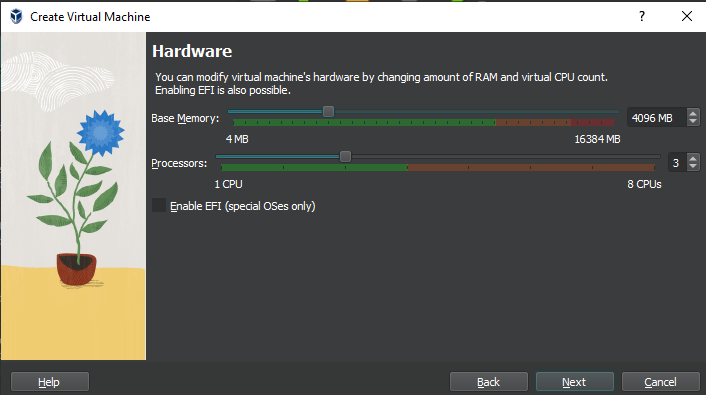 Create Virtual Machine
?
Hardware
You can modify virtual machine's hardware by changing amount of RAM and virtual CPU count.
Enabling EFI is also possible.
Base Memory:
4096 MB
4 MB
16384 MB
Processors:
3
1 CPU
8 CPUs
Enable EFI (special OSes only)
Help
Back
Next
Cancel